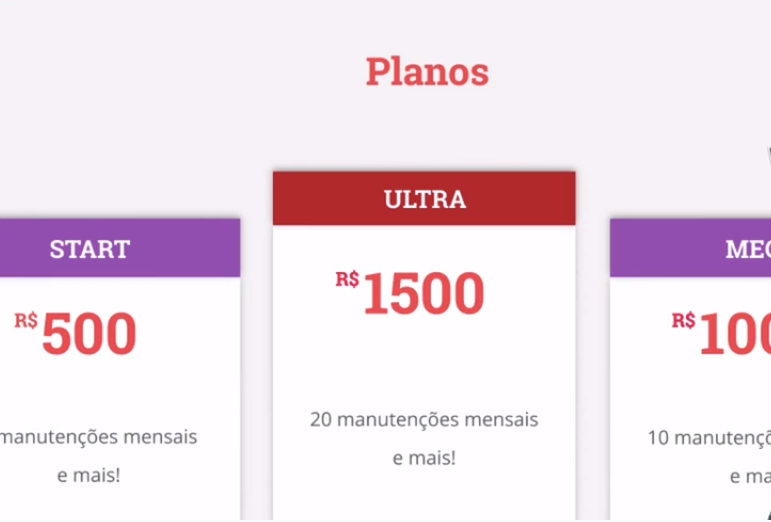 Planos
START
R$500
manutenções mensais
e mais!
ULTRA
R$1500
20 manutenções mensais
e mais!
R$
10
e